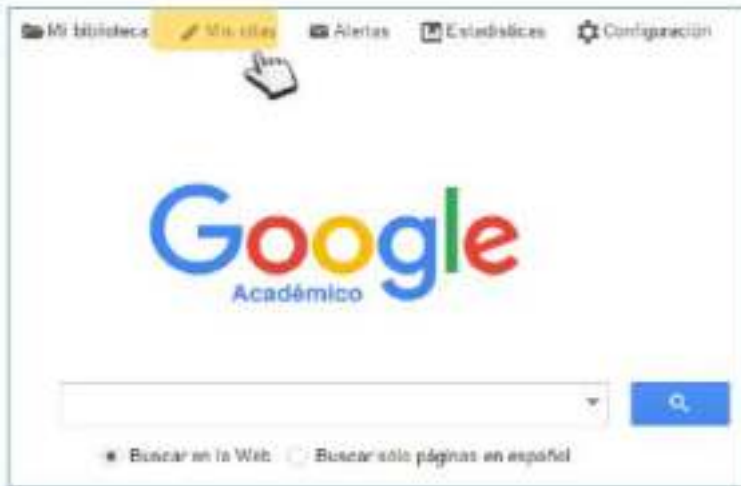 Mi biblioteca Mis citas Alertas Estadísticas Configuración
Google
Académico
Buscar en la Web Buscar sólo páginas en español